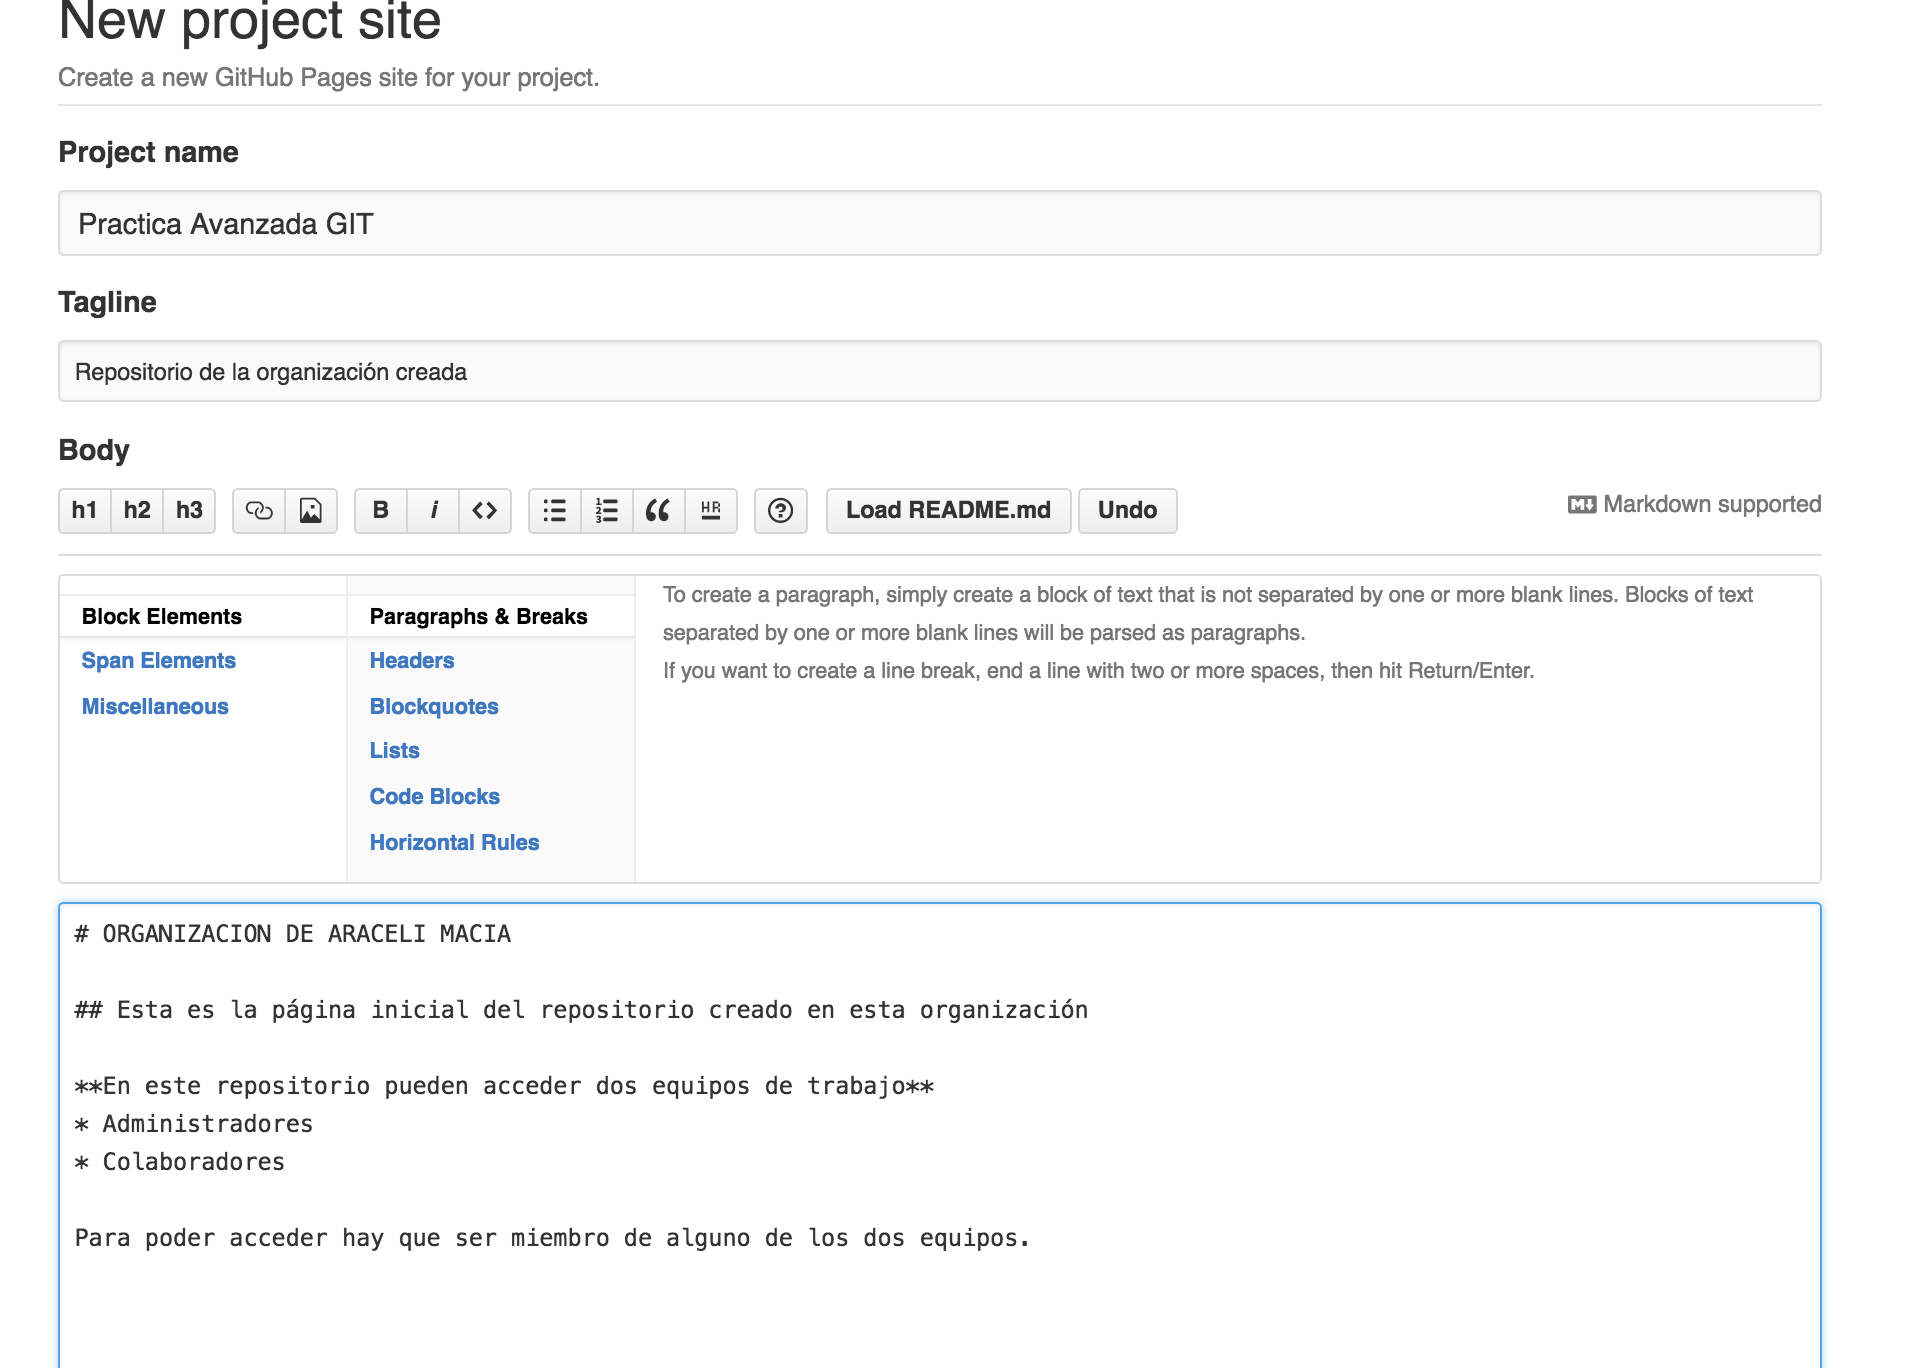 New project site
Create a new GitHub Pages site for your project.
Project name
Practica Avanzada GIT
Tagline
Repositorio de la organización creada
Body
h1 h2 h3 B i <> 1 2 3 “ HR ? Load README.md Undo M Markdown supported
Block Elements
Span Elements
Miscellaneous
Paragraphs & Breaks
Headers
Blockquotes
Lists
Code Blocks
Horizontal Rules
To create a paragraph, simply create a block of text that is not separated by one or more blank lines. Blocks of text
separated by one or more blank lines will be parsed as paragraphs.
If you want to create a line break, end a line with two or more spaces, then hit Return/Enter.
# ORGANIZACION DE ARACELI MACIA
## Esta es la página inicial del repositorio creado en esta organización
**En este repositorio pueden acceder dos equipos de trabajo**
* Administradores
* Colaboradores
Para poder acceder hay que ser miembro de alguno de los dos equipos.